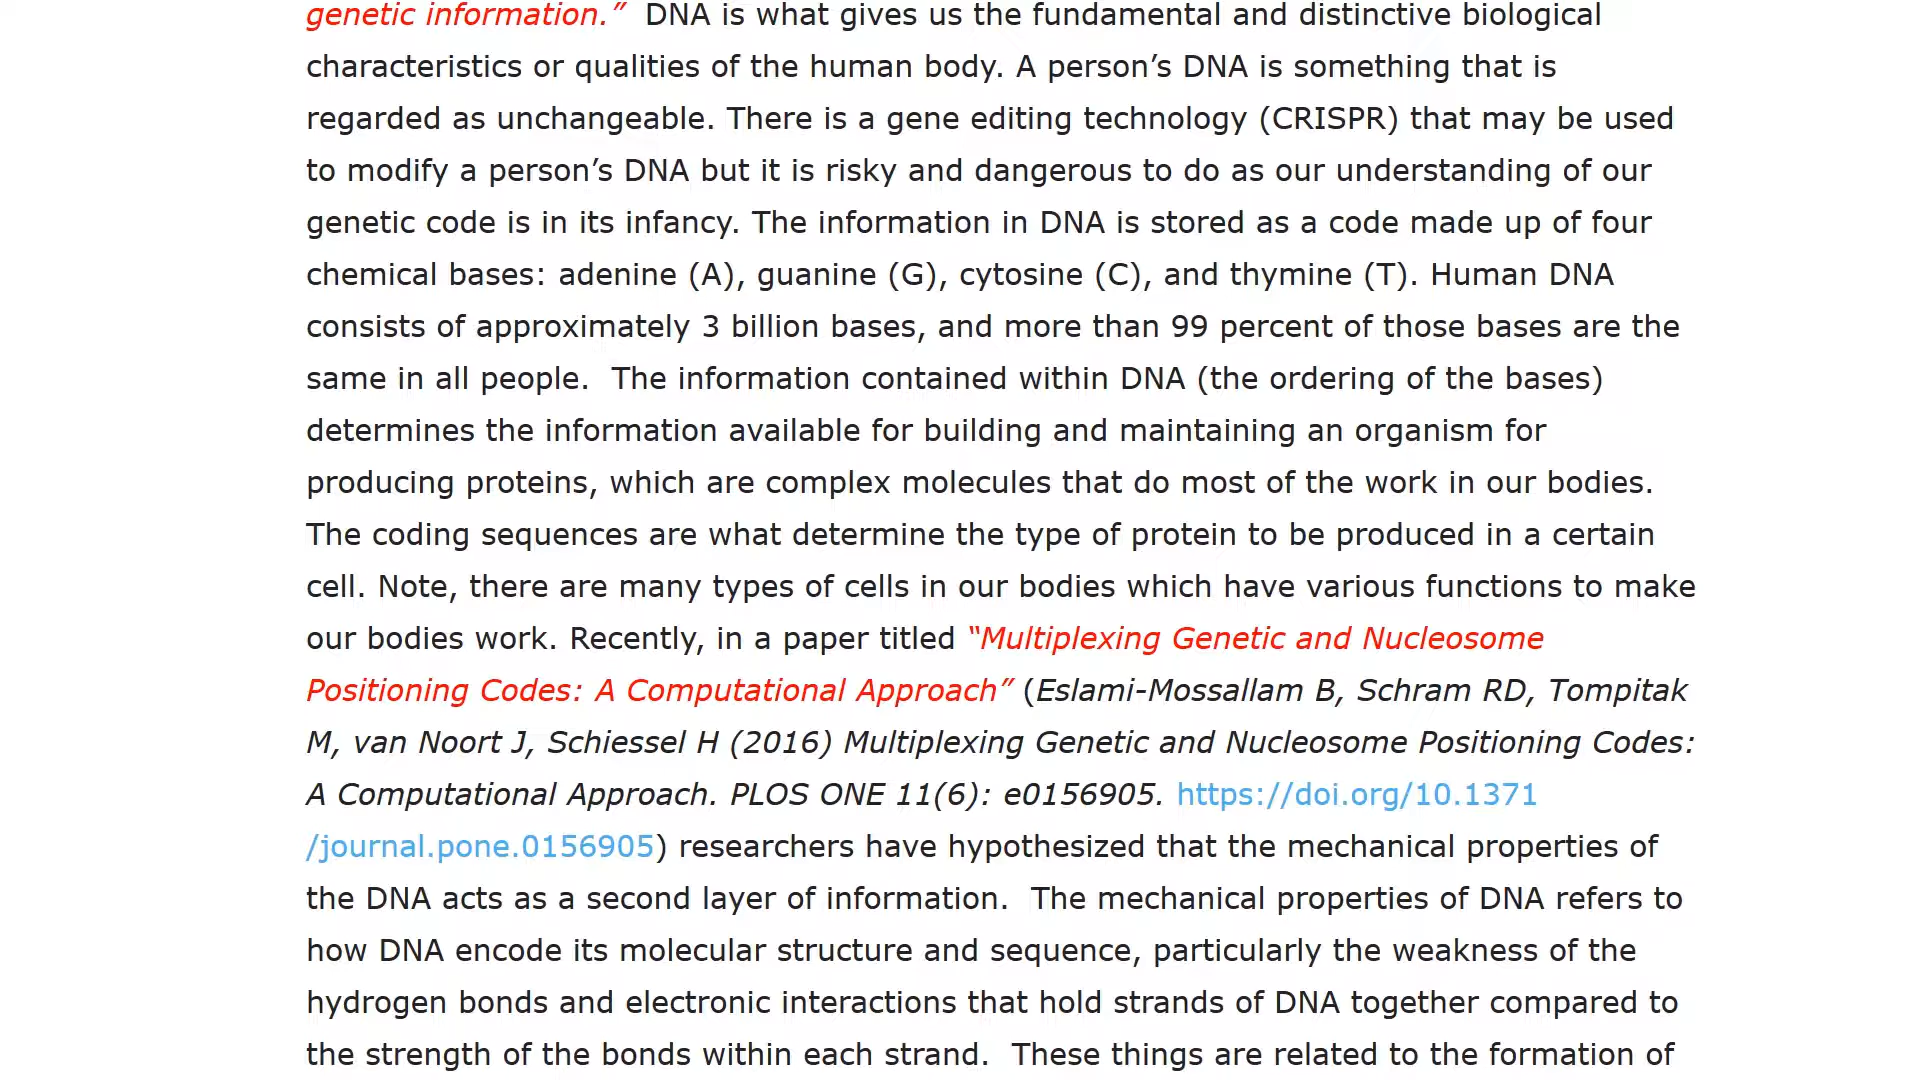 genetic information.”  DNA is what gives us the fundamental and distinctive biological
characteristics or qualities of the human body. A person’s DNA is something that is
regarded as unchangeable. There is a gene editing technology (CRISPR) that may be used
to modify a person’s DNA but it is risky and dangerous to do as our understanding of our
genetic code is in its infancy. The information in DNA is stored as a code made up of four
chemical bases: adenine (A), guanine (G), cytosine (C), and thymine (T). Human DNA
consists of approximately 3 billion bases, and more than 99 percent of those bases are the
same in all people.  The information contained within DNA (the ordering of the bases)
determines the information available for building and maintaining an organism for
producing proteins, which are complex molecules that do most of the work in our bodies.
The coding sequences are what determine the type of protein to be produced in a certain
cell. Note, there are many types of cells in our bodies which have various functions to make
our bodies work. Recently, in a paper titled “Multiplexing Genetic and Nucleosome
Positioning Codes: A Computational Approach” (Eslami-Mossallam B, Schram RD, Tompitak
M, van Noort J, Schiessel H (2016) Multiplexing Genetic and Nucleosome Positioning Codes:
A Computational Approach. PLOS ONE 11(6): e0156905. https://doi.org/10.1371
/journal.pone.0156905) researchers have hypothesized that the mechanical properties of
the DNA acts as a second layer of information.  The mechanical properties of DNA refers to
how DNA encode its molecular structure and sequence, particularly the weakness of the
hydrogen bonds and electronic interactions that hold strands of DNA together compared to
the strength of the bonds within each strand.  These things are related to the formation of